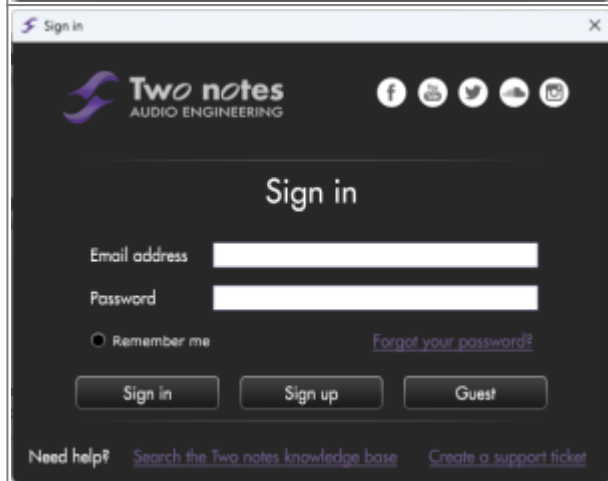 Sign in
Two notes
AUDIO ENGINEERING
Sign in
Email address
Password
Remember me Forgot your password?
Sign in Sign up Guest
Need help? Search the Two notes knowledge base Create a support ticket